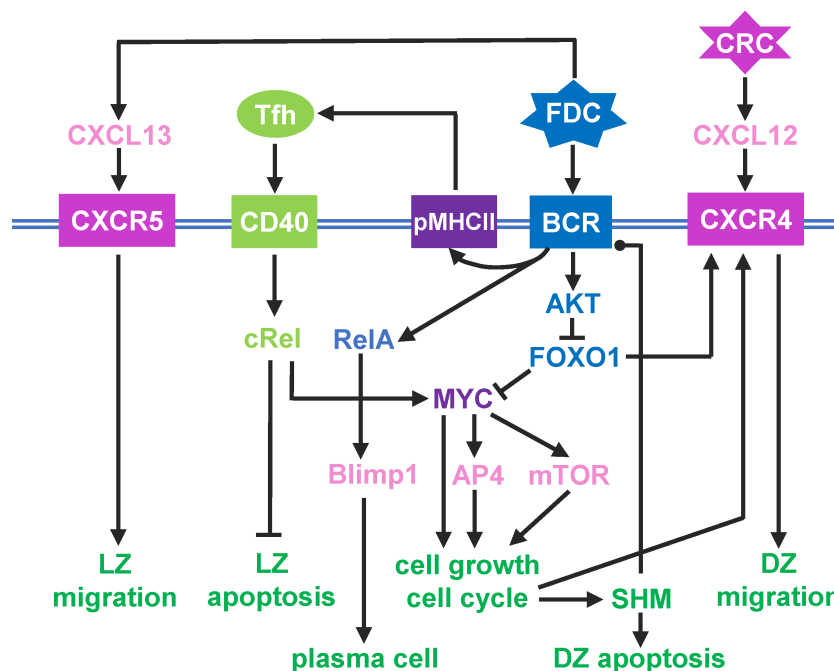 CRC
Tfh
FDC
CXCL13
CXCL12
CXCR5
CD40
pMHCII
BCR
CXCR4
AKT
cRel
RelA
FOXO1
MYC
Blimp1
AP4
mTOR
LZ
migration
LZ
apoptosis
cell growth
cell cycle
SHM
DZ
migration
plasma cell
DZ apoptosis